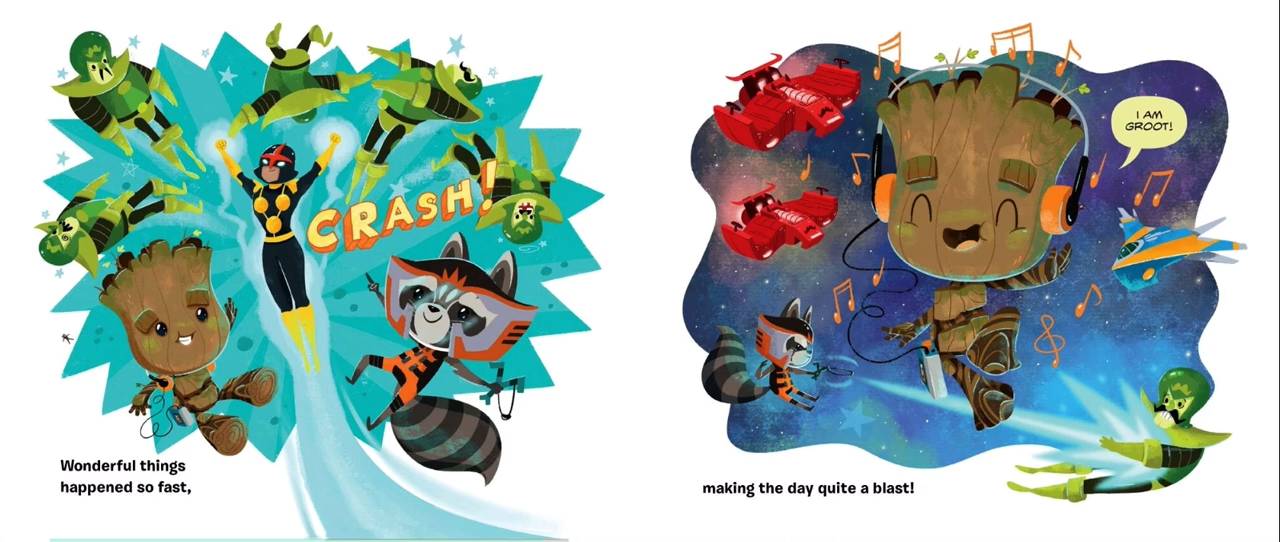 CRASH!
Wonderful things
happened so fast,
I AM
GROOT!
making the day quite a blast!